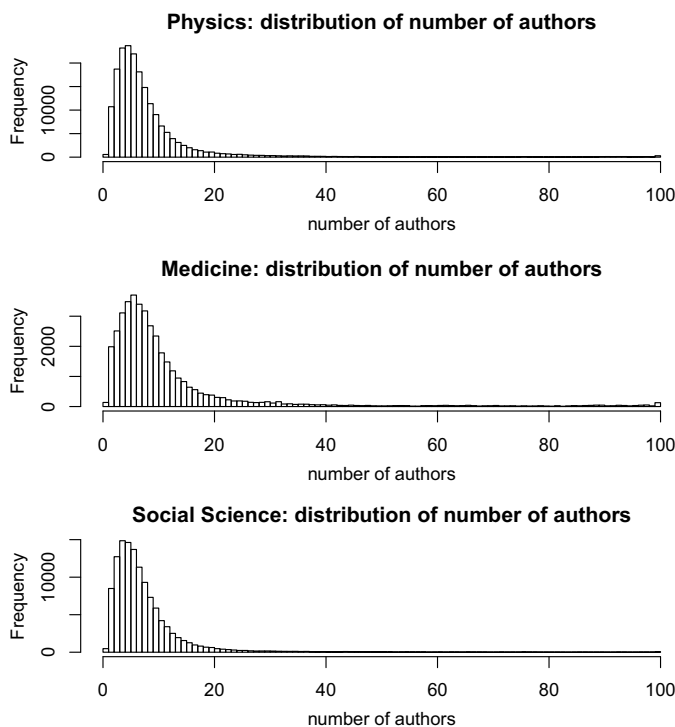 Physics: distribution of number of authors
Frequency
10000
0
0 20 40 60 80 100
number of authors
Medicine: distribution of number of authors
Frequency
2000
0
0 20 40 60 80 100
number of authors
Social Science: distribution of number of authors
Frequency
10000
0
0 20 40 60 80 100
number of authors